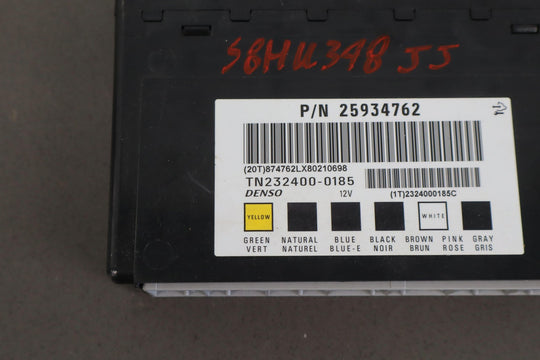 SBHU348 JJ
P/N 25934762
(20T)874762LX80210698
TN232400-0185
DENSO 12V (1T)2324000185C
YELLOW WHITE
GREEN NATURAL BLUE BLACK BROWN PINK GRAY
VERT NATUREL BLUE-E NOIR BRUN ROSE GRIS